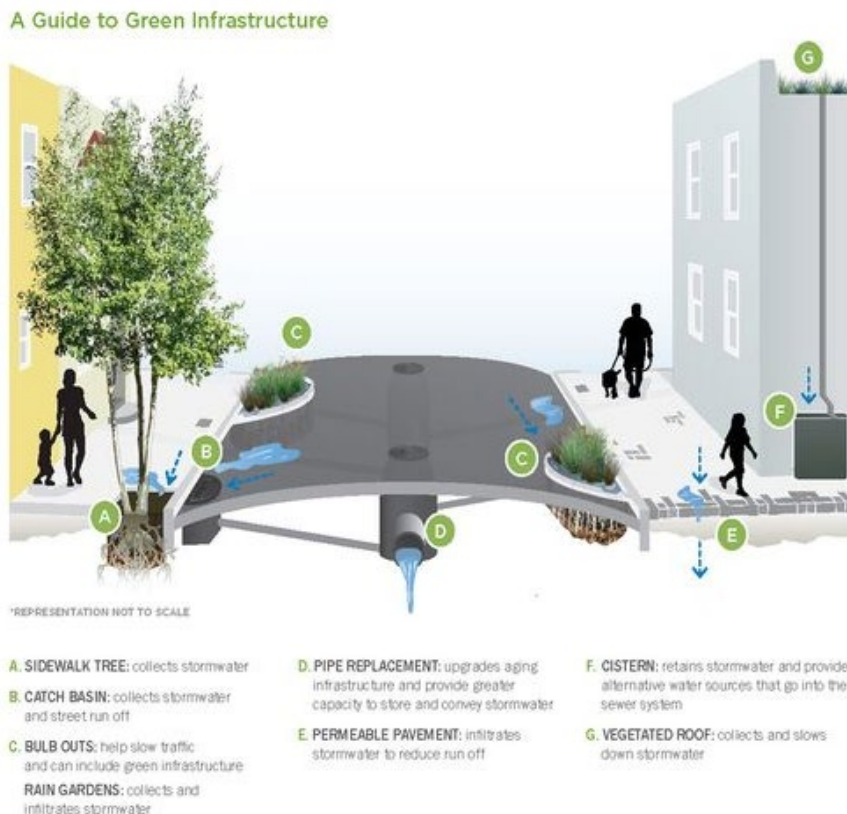 A Guide to Green Infrastructure
G
C
B
F
C
A
D
E
*REPRESENTATION NOT TO SCALE
A. SIDEWALK TREE: collects stormwater
B. CATCH BASIN: collects stormwater
and street run off
C. BULB OUTS: help slow traffic
and can include green infrastructure
RAIN GARDENS: collects and
infiltrates stormwater
D. PIPE REPLACEMENT: upgrades aging
infrastructure and provide greater
capacity to store and convey stormwater
E. PERMEABLE PAVEMENT: infiltrates
stormwater to reduce run off
F. CISTERN: retains stormwater and provide
alternative water sources that go into the
sewer system
G. VEGETATED ROOF: collects and slows
down stormwater